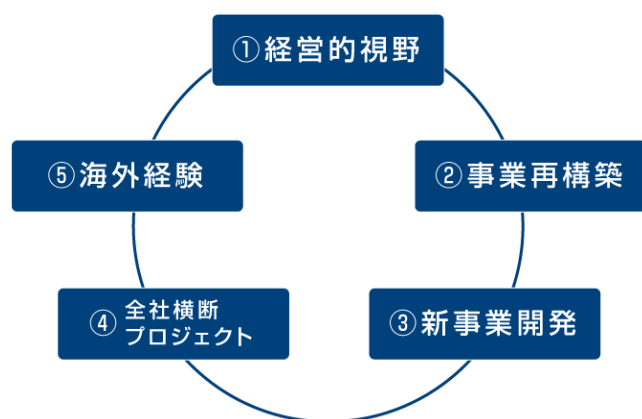 ①経営的視野
②事業再構築
③新事業開発
④全社横断
プロジェクト
⑤海外経験